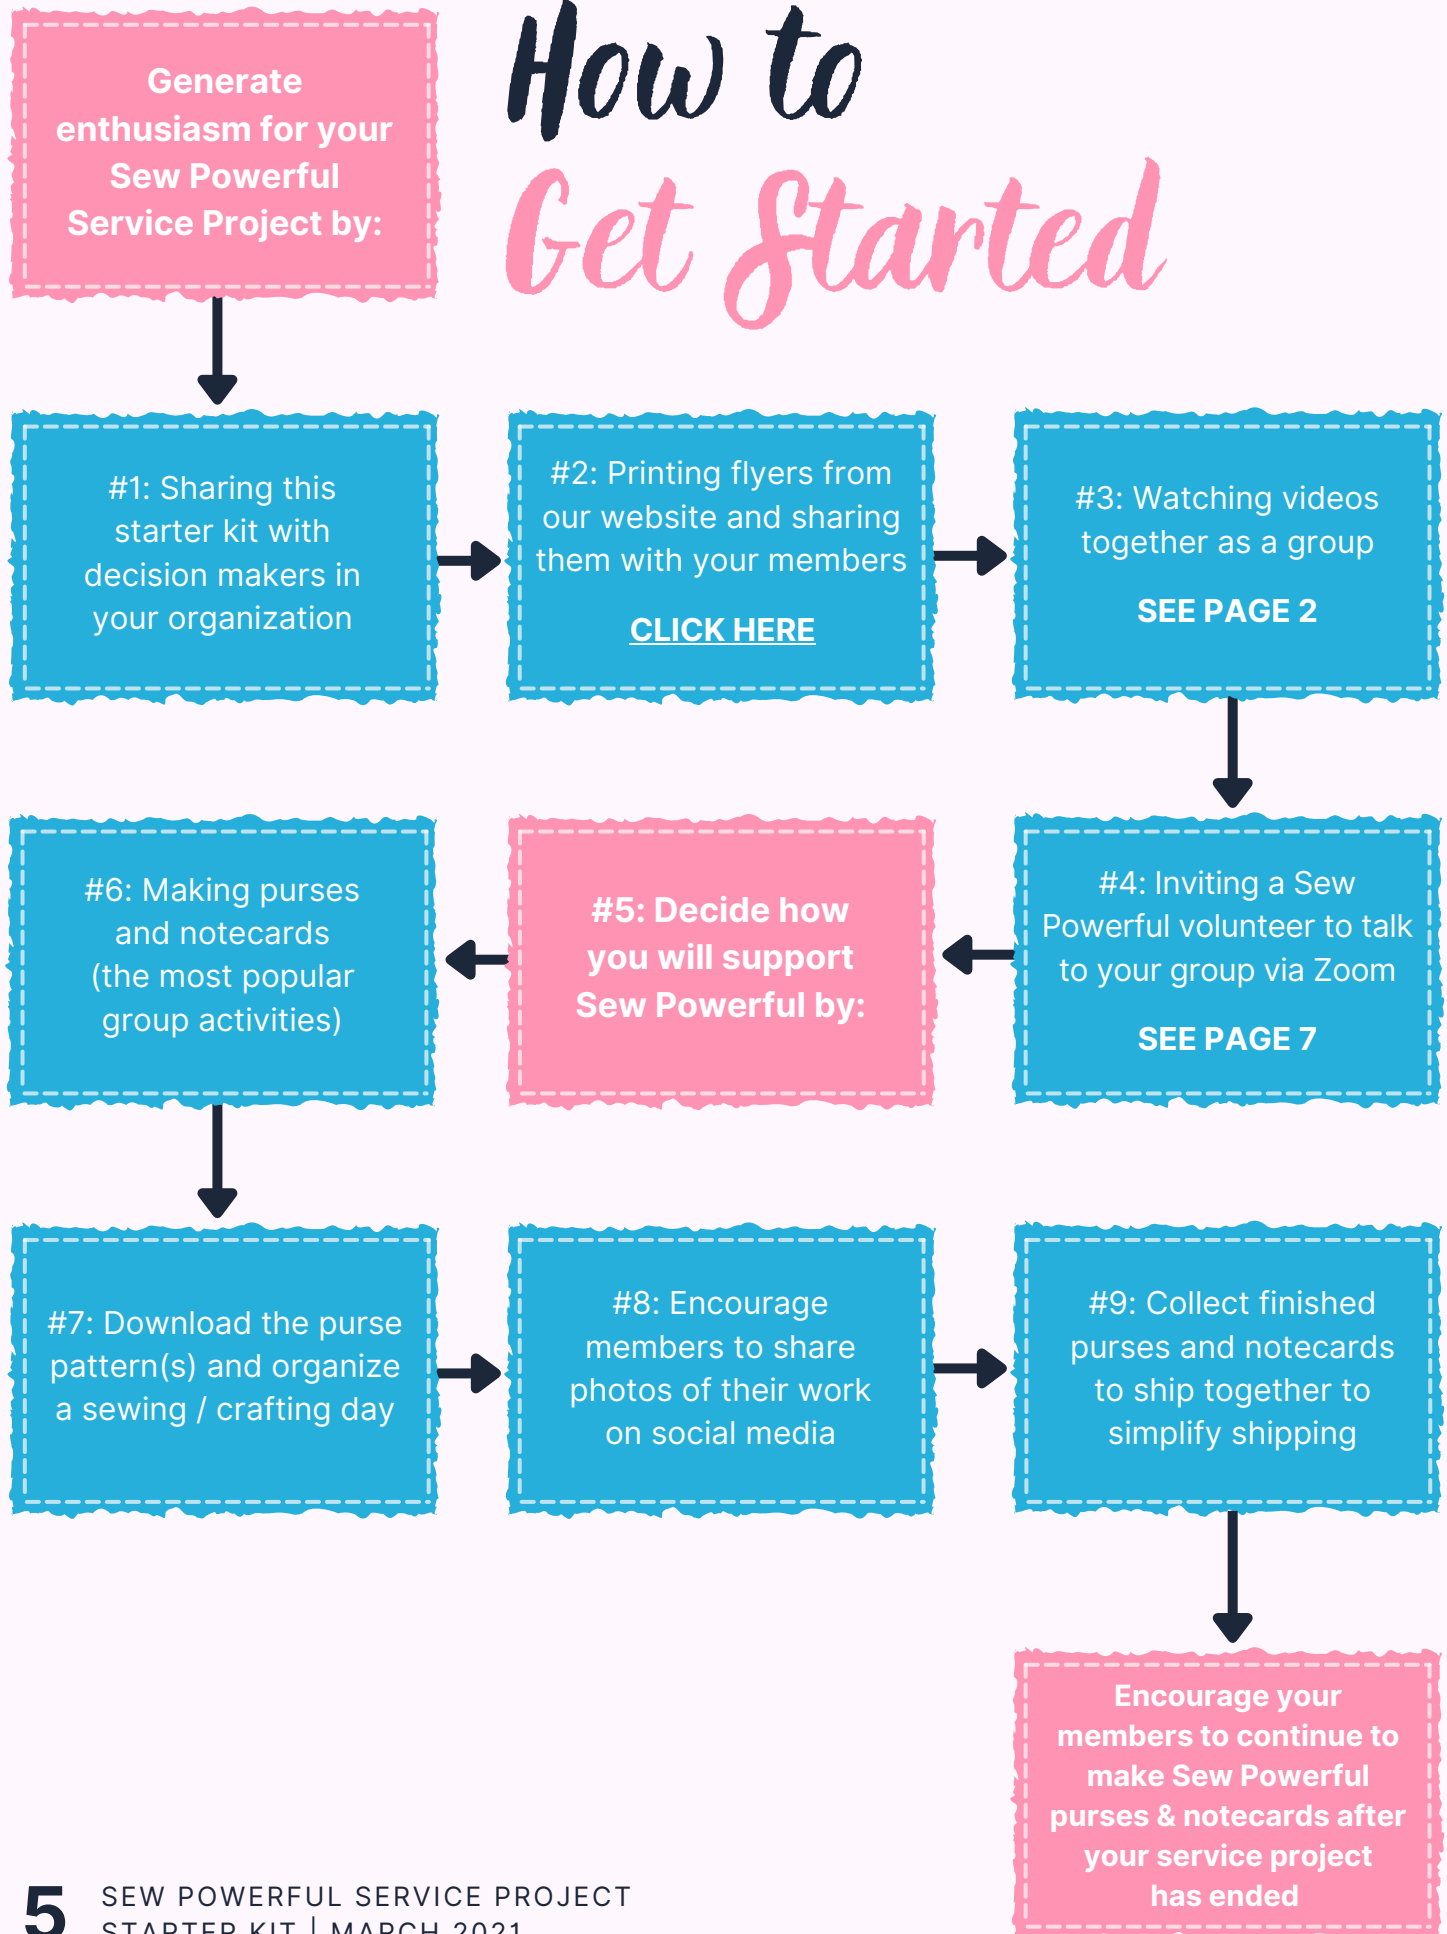 How to
Get Started
Generate
enthusiasm for your
Sew Powerful
Service Project by:
#1: Sharing this
starter kit with
decision makers in
your organization
#2: Printing flyers from
our website and sharing
them with your members
CLICK HERE
#3: Watching videos
together as a group
SEE PAGE 2
#4: Inviting a Sew
Powerful volunteer to talk
to your group via Zoom
SEE PAGE 7
#5: Decide how
you will support
Sew Powerful by:
#6: Making purses
and notecards
(the most popular
group activities)
#7: Download the purse
pattern(s) and organize
a sewing / crafting day
#8: Encourage
members to share
photos of their work
on social media
#9: Collect finished
purses and notecards
to ship together to
simplify shipping
Encourage your
members to continue to
make Sew Powerful
purses & notecards after
your service project
has ended
5
SEW POWERFUL SERVICE PROJECT
STARTER KIT | MARCH 2021